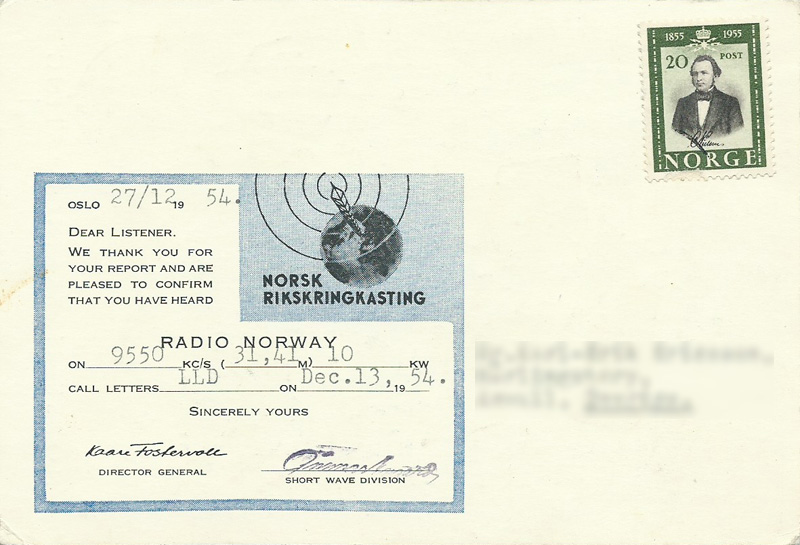 1855 1955
20 POST
NORGE
OSLO 27/12 19 54.
DEAR LISTENER.
WE THANK YOU FOR
YOUR REPORT AND ARE
PLEASED TO CONFIRM
THAT YOU HAVE HEARD
NORSK
RIKSKRINGKASTING
RADIO NORWAY
ON 9550 KC/S (31,41 M) 10 KW
CALL LETTERS LLD ON Dec.13, 19 54.
SINCERELY YOURS
Kaare Fostervoll
DIRECTOR GENERAL
SHORT WAVE DIVISION